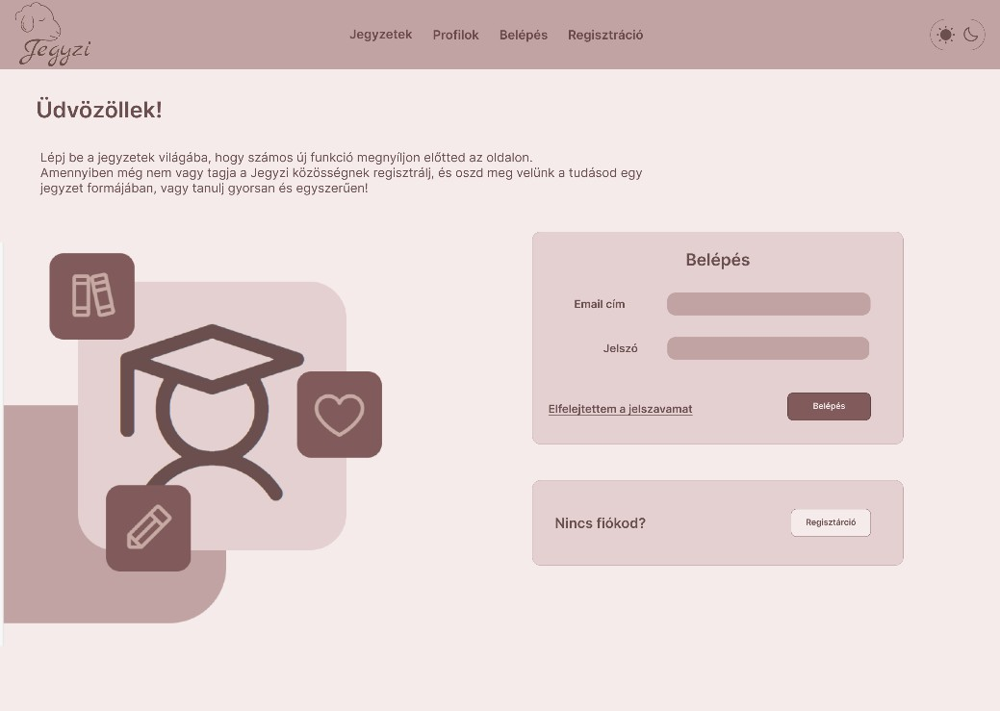 Jegyzi
Jegyzetek Profilok Belépés Regisztráció
Üdvözöllek!
Lépj be a jegyzetek világába, hogy számos új funkció megnyíljon előtted az oldalon.
Amennyiben még nem vagy tagja a Jegyzi közösségnek regisztrálj, és oszd meg velünk a tudásod egy
jegyzet formájában, vagy tanulj gyorsan és egyszerűen!
Belépés
Email cím
Jelszó
Elfelejtettem a jelszavamat
Belépés
Nincs fiókod?
Regisztárció